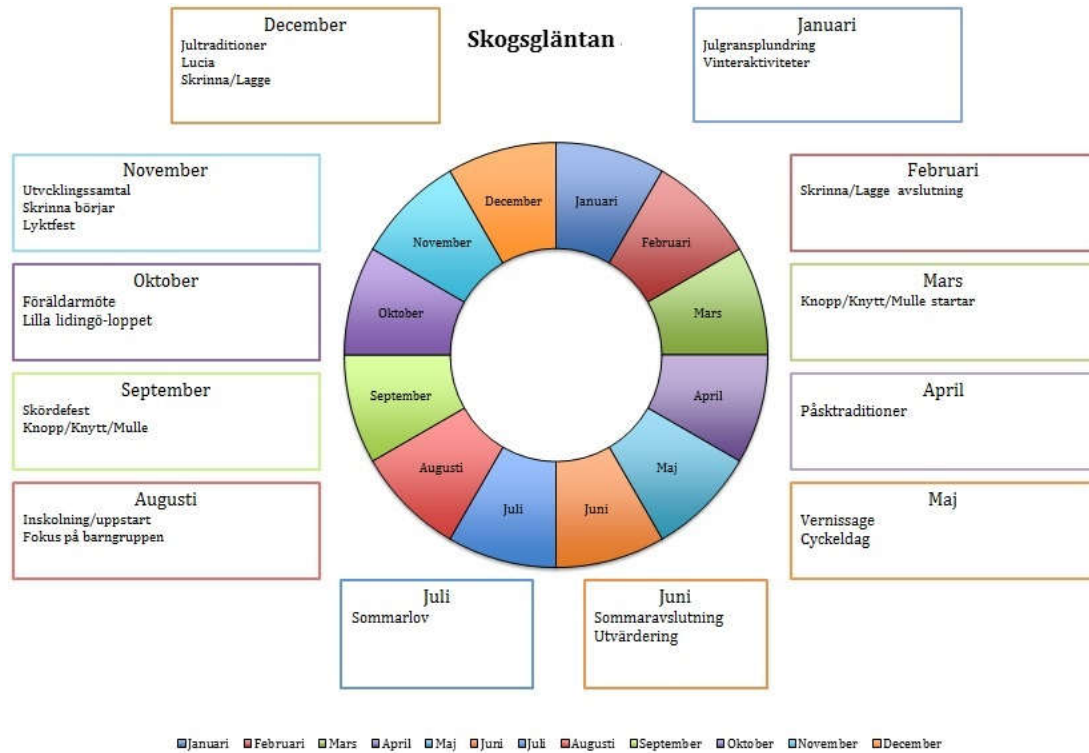 Skogsgläntan
December
Jultraditioner
Lucia
Skrinna/Lagge
Januari
Julgransplundring
Vinteraktiviteter
November
Utvcklingssamtal
Skrinna börjar
Lyktfest
Februari
Skrinna/Lagge avslutning
Oktober
Föräldarmöte
Lilla lidingö-loppet
Mars
Knopp/Knytt/Mulle startar
September
Skördefest
Knopp/Knytt/Mulle
April
Påsktraditioner
Augusti
Inskolning/uppstart
Fokus på barngruppen
Maj
Vernissage
Cyckeldag
Juli
Sommarlov
Juni
Sommaravslutning
Utvärdering
Januari
Februari
Mars
April
Maj
Juni
Juli
Augusti
September
Oktober
November
December
Januari Februari Mars April Maj Juni Juli Augusti September Oktober November December